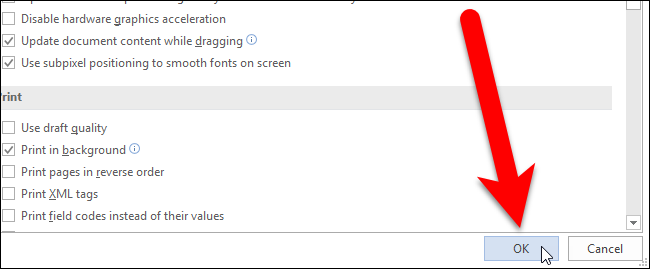 Disable hardware graphics acceleration
Update document content while dragging
Use subpixel positioning to smooth fonts on screen
Print
Use draft quality
Print in background
Print pages in reverse order
Print XML tags
Print field codes instead of their values
OK Cancel